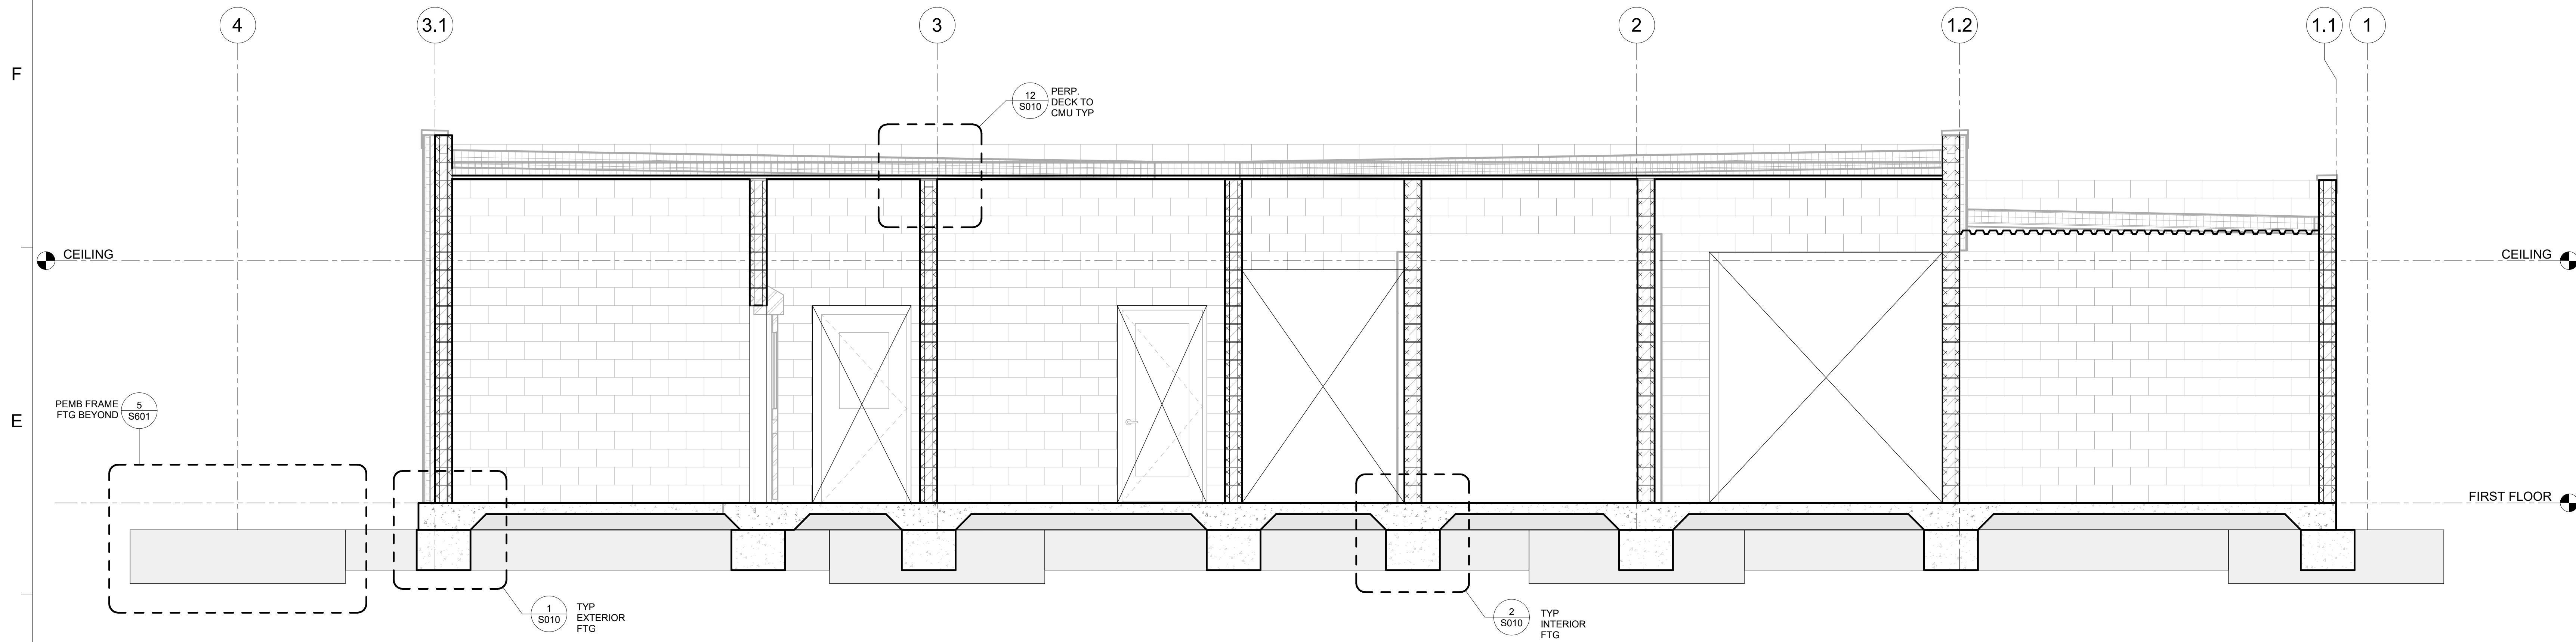 4
3.1
3
2
1.2
1.1
1
F
12
S010
PERP.
DECK TO
CMU TYP
CEILING
CEILING
PEMB FRAME
FTG BEYOND
5
S601
E
FIRST FLOOR
1
S010
TYP
EXTERIOR
FTG
2
S010
TYP
INTERIOR
FTG